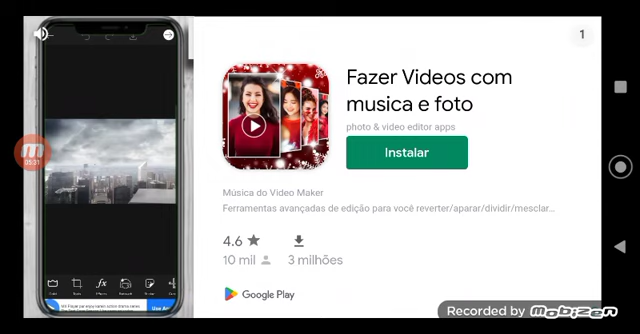 1
Fazer Videos com
musica e foto
photo & video editor apps
Instalar
Música do Video Maker
Ferramentas avançadas de edição para você reverter/aparar/dividir/mesclar...
4.6
10 mil
3 milhões
Google Play
05:31
Recorded by
mobizen